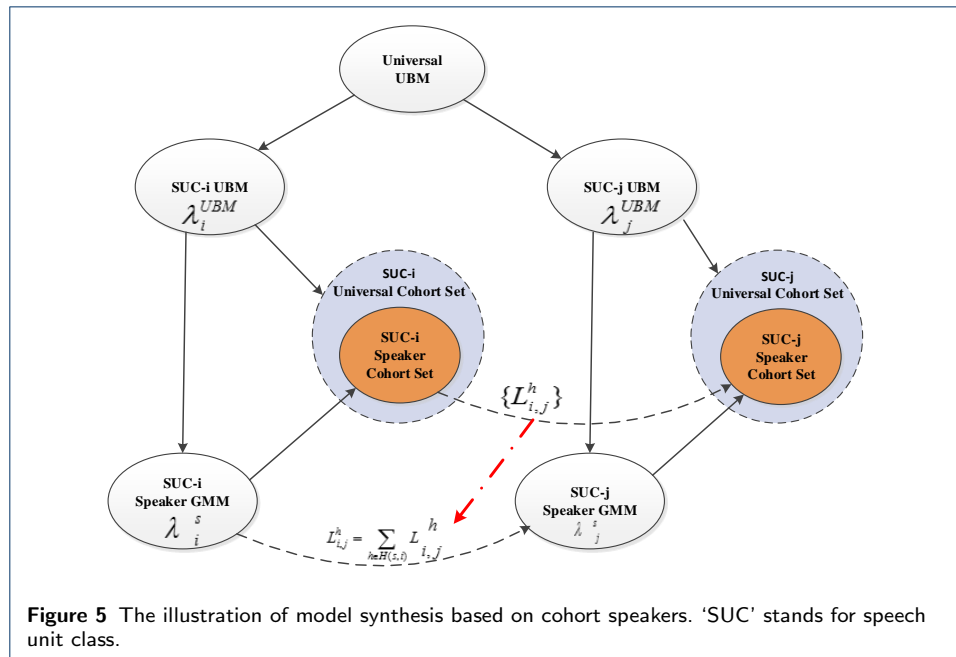 Universal
UBM
SUC-i UBM
λ_i^{UBM}
SUC-j UBM
λ_j^{UBM}
SUC-i
Universal Cohort Set
SUC-i
Speaker
Cohort Set
SUC-j
Universal Cohort Set
SUC-j
Speaker
Cohort Set
{L_{i,j}^h}
SUC-i
Speaker GMM
λ_i^s
SUC-j
Speaker GMM
λ_j^s
L_{i,j}^h = ∑_{h∈H(s,i)} L_{i,j}^h
Figure 5 The illustration of model synthesis based on cohort speakers. ‘SUC’ stands for speech
unit class.